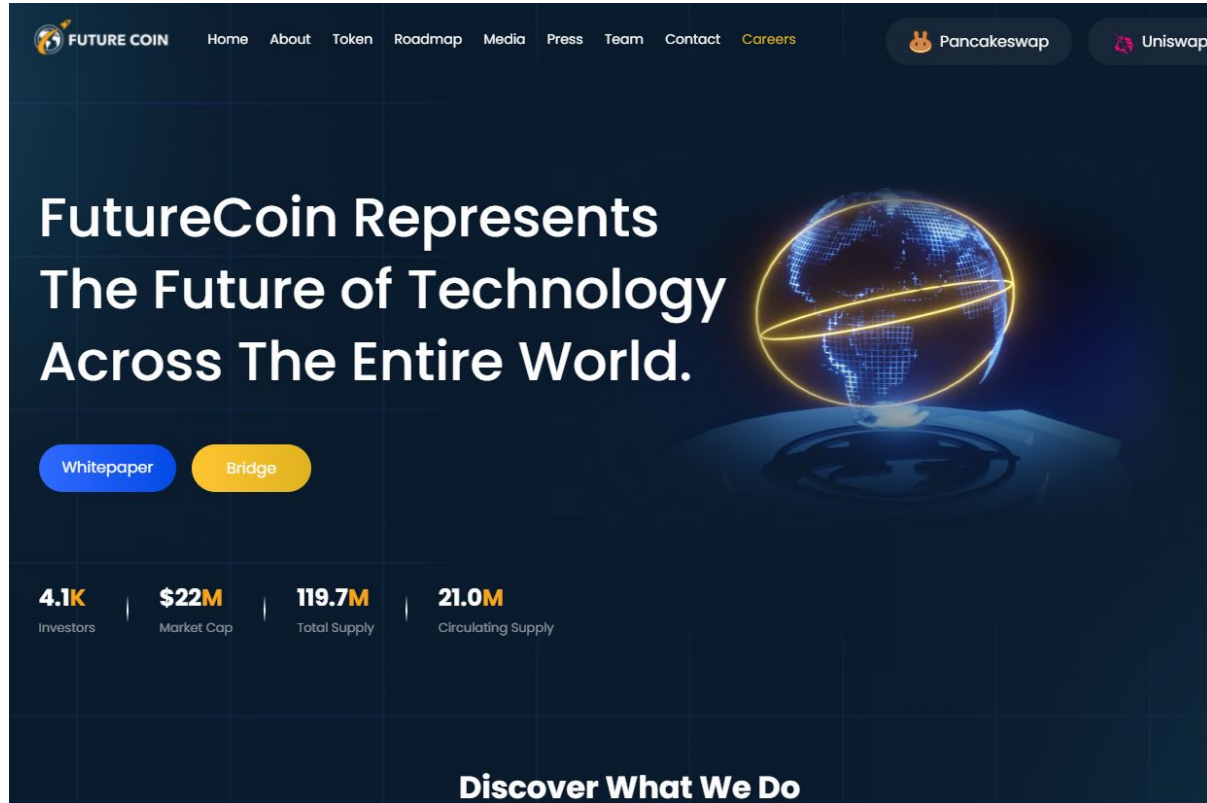 FUTURE COIN Home About Token Roadmap Media Press Team Contact Careers Pancakeswap Uniswap
FutureCoin Represents
The Future of Technology
Across The Entire World.
Whitepaper Bridge
4.1K $22M 119.7M 21.0M
Investors Market Cap Total Supply Circulating Supply
Discover What We Do